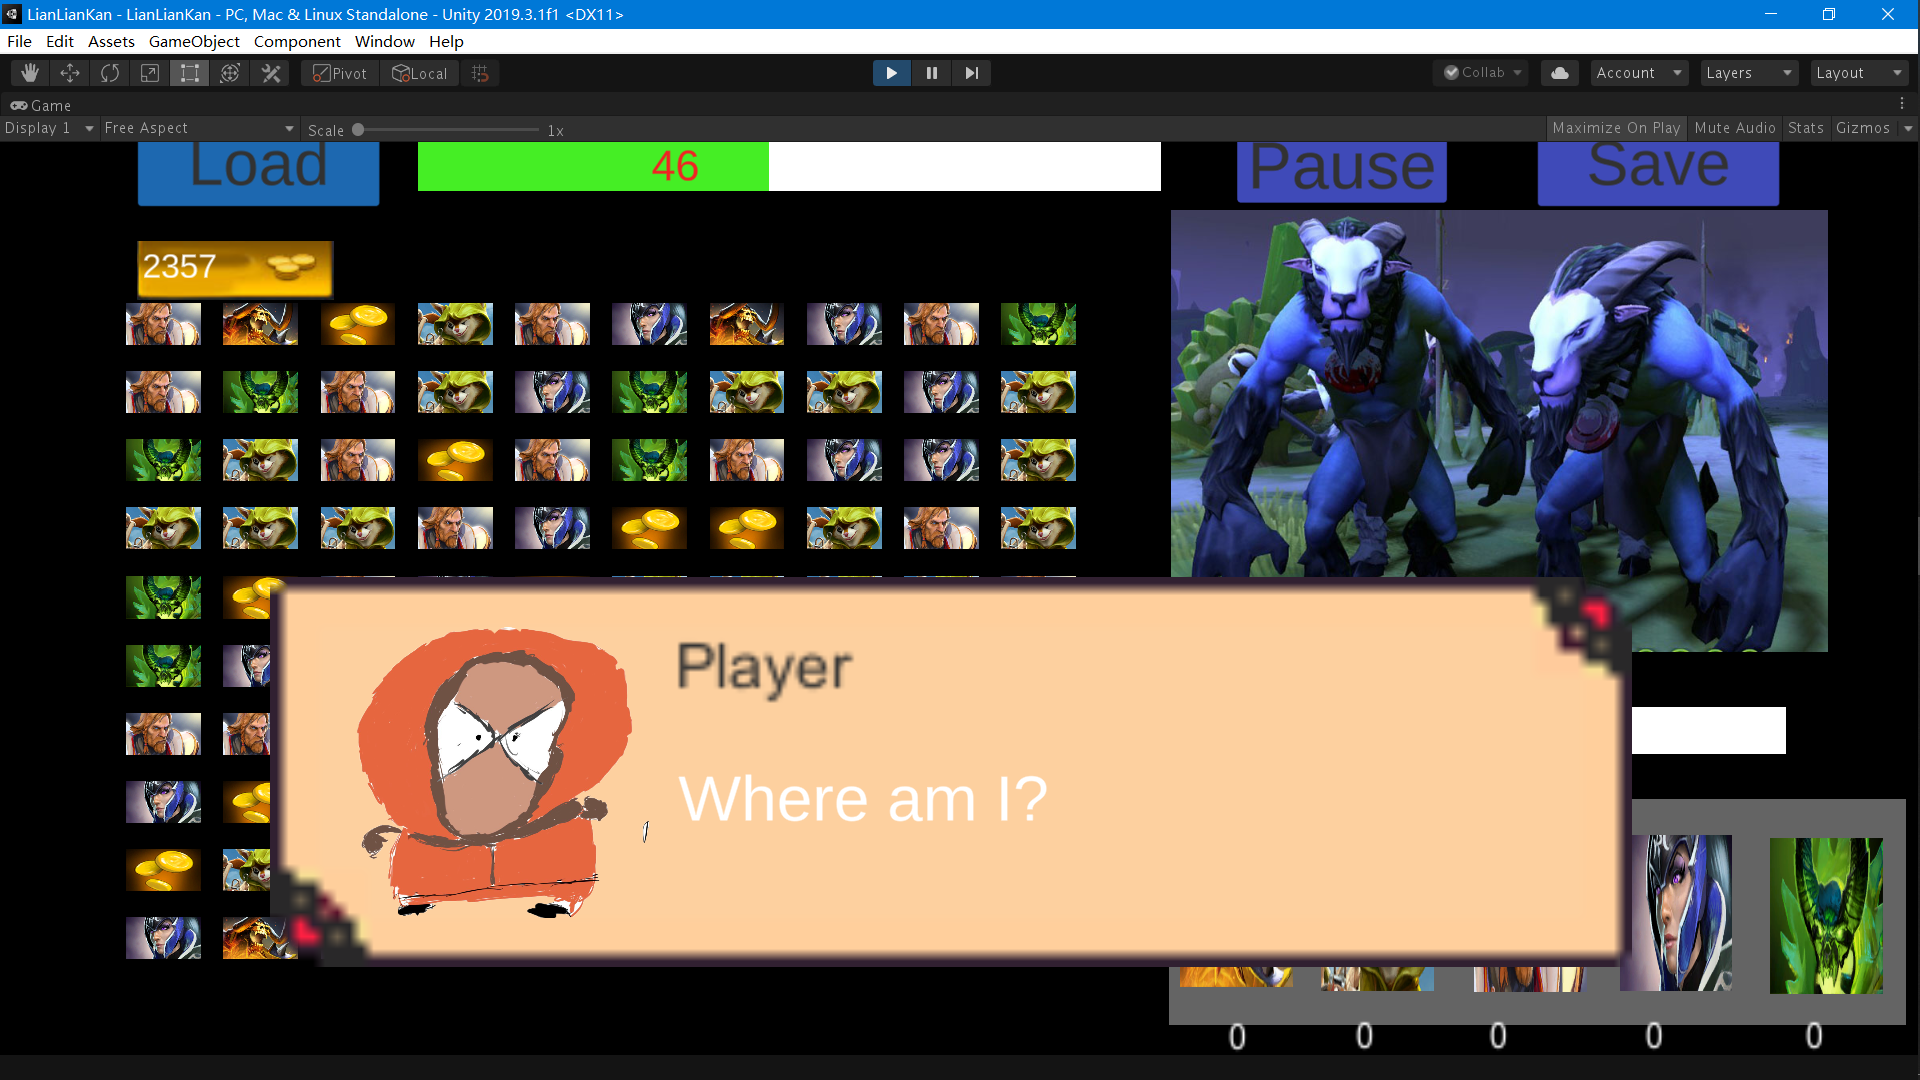 LianLianKan - LianLianKan - PC, Mac & Linux Standalone - Unity 2019.3.1f1 <DX11>
File Edit Assets GameObject Component Window Help
Pivot Local Collab Account Layers Layout
Game
Display 1 Free Aspect Scale 1x Maximize On Play Mute Audio Stats Gizmos
Load 46 Pause Save
2357
Player
Where am I?
0 0 0 0 0